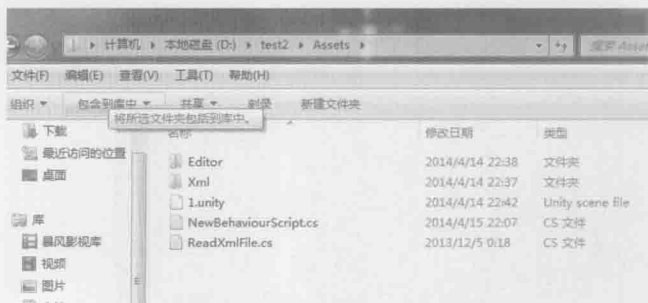 计算机 ▸ 本地磁盘 (D:) ▸ test2 ▸ Assets ▸
搜索 Asset
文件(F) 编辑(E) 查看(V) 工具(T) 帮助(H)
组织 包含到库中 共享 刻录 新建文件夹
将所选文件夹包括到库中。
下载
名称 修改日期 类型
最近访问的位置
Editor 2014/4/14 22:38 文件夹
桌面
Xml 2014/4/14 22:37 文件夹
1.unity 2014/4/14 22:42 Unity scene file
库
NewBehaviourScript.cs 2014/4/15 22:07 CS 文件
暴风影视库
ReadXmlFile.cs 2013/12/5 0:18 CS 文件
视频
图片